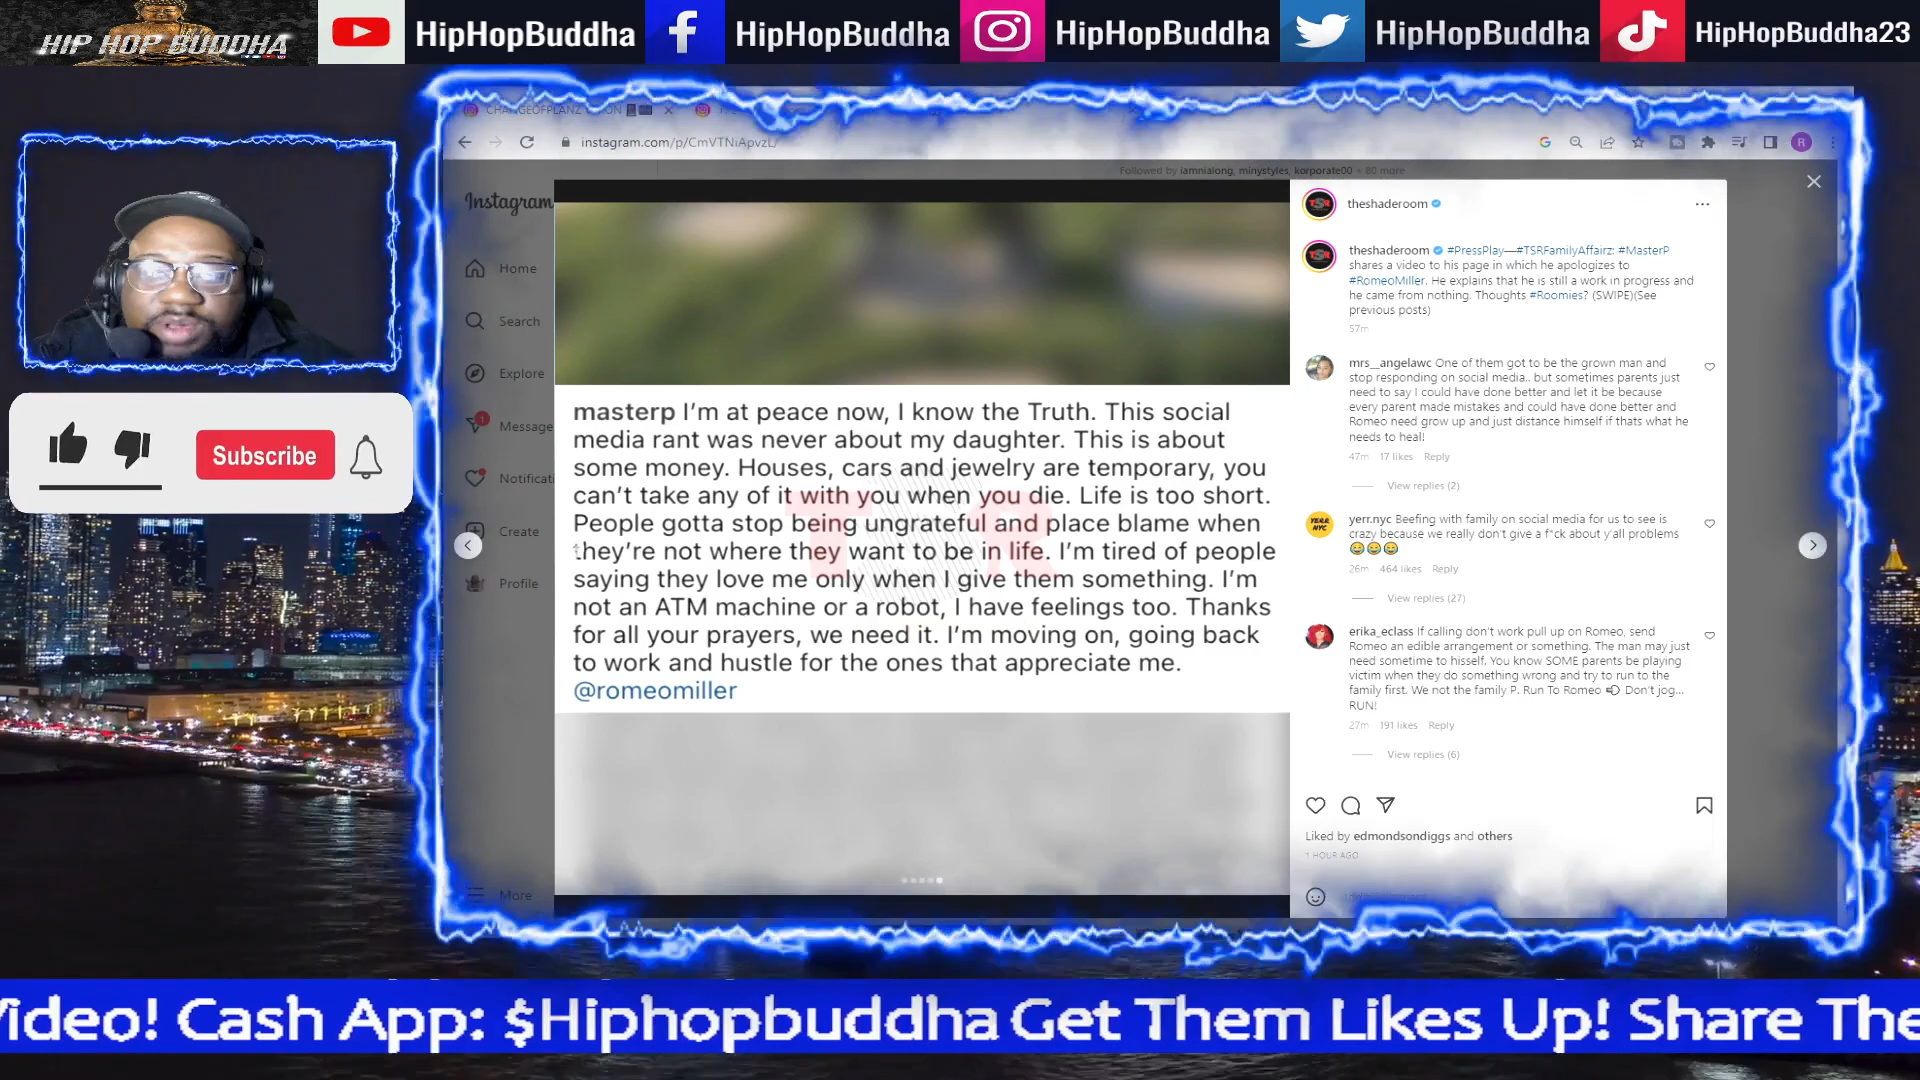 HIP HOP BUDDHA
HipHopBuddha
HipHopBuddha
HipHopBuddha
HipHopBuddha
HipHopBuddha23
instagram.com/p/CmVTNiApvzL/
Followed by iamnialong, minystyles, korporate00 + 80 more
Instagram
Home
Search
Explore
Message
Notificati
Create
Profile
More
Subscribe
masterp I'm at peace now, I know the Truth. This social
media rant was never about my daughter. This is about
some money. Houses, cars and jewelry are temporary, you
can't take any of it with you when you die. Life is too short.
People gotta stop being ungrateful and place blame when
they're not where they want to be in life. I'm tired of people
saying they love me only when I give them something. I'm
not an ATM machine or a robot, I have feelings too. Thanks
for all your prayers, we need it. I'm moving on, going back
to work and hustle for the ones that appreciate me.
@romeomiller
TSR
theshaderoom
theshaderoom #PressPlay—#TSRFamilyAffairz: #MasterP
shares a video to his page in which he apologizes to
#RomeoMiller. He explains that he is still a work in progress and
he came from nothing. Thoughts #Roomies? (SWIPE)(See
previous posts)
57m
mrs__angelawc One of them got to be the grown man and
stop responding on social media.. but sometimes parents just
need to say I could have done better and let it be because
every parent made mistakes and could have done better and
Romeo need grow up and just distance himself if thats what he
needs to heal!
47m 17 likes Reply
View replies (2)
yerr.nyc Beefing with family on social media for us to see is
crazy because we really don't give a f*ck about y'all problems
😂😂😂
26m 464 likes Reply
View replies (27)
erika_eclass If calling don't work pull up on Romeo, send
Romeo an edible arrangement or something. The man may just
need sometime to hisself. You know SOME parents be playing
victim when they do something wrong and try to run to the
family first. We not the family P. Run To Romeo 💨 Don't jog...
RUN!
27m 191 likes Reply
View replies (6)
Liked by edmondsondiggs and others
1 HOUR AGO
Video! Cash App: $Hiphopbuddha Get Them Likes Up! Share The